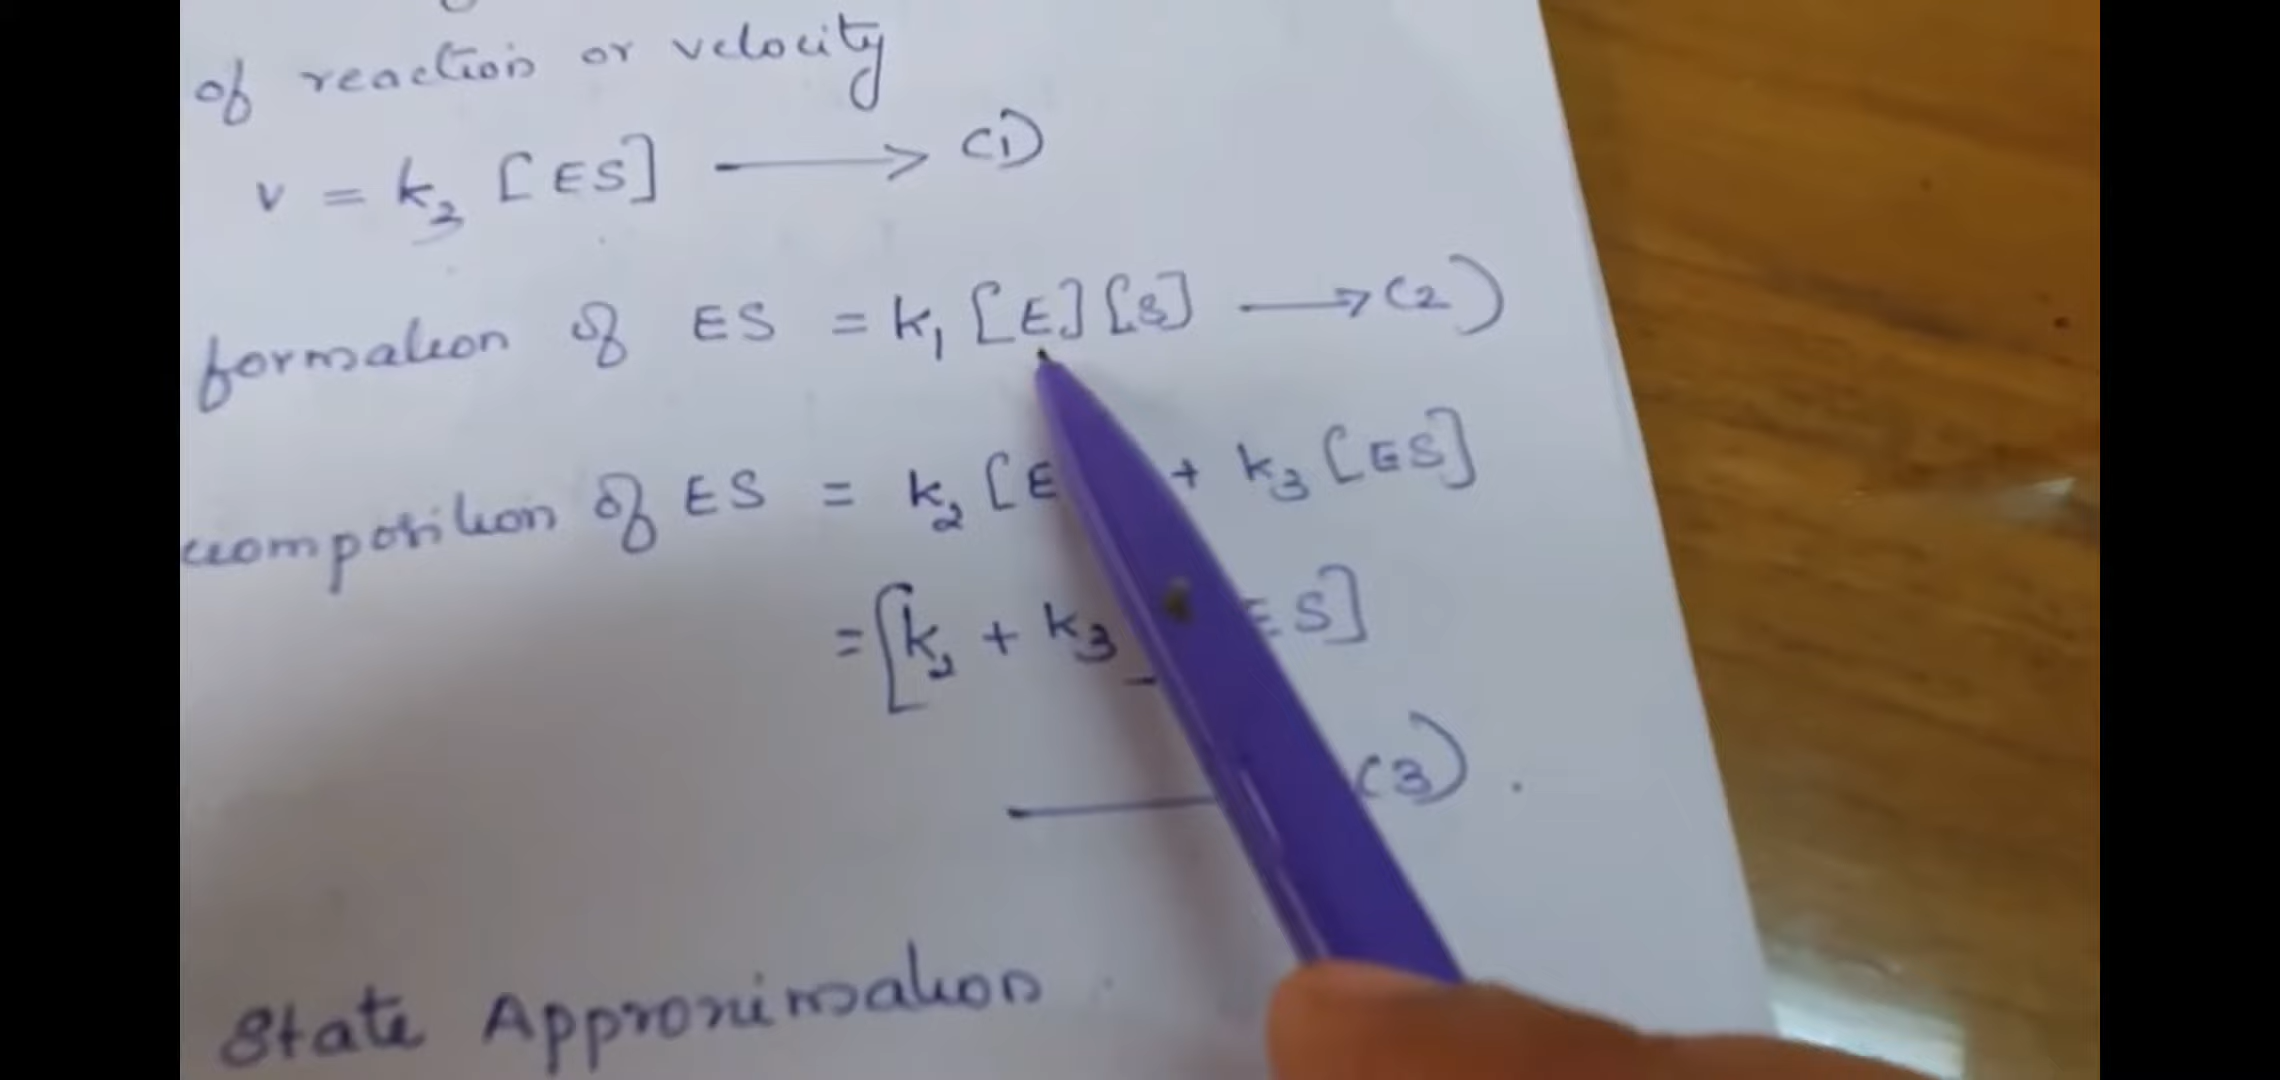 of reaction or velocity
v = k3 [ES] ⟶ (1)
formation of ES = k1 [E][S] ⟶ (2)
composition of ES = k2 [E + k3 [ES]
= [k2 + k3 ES]
(3).
State Approximation